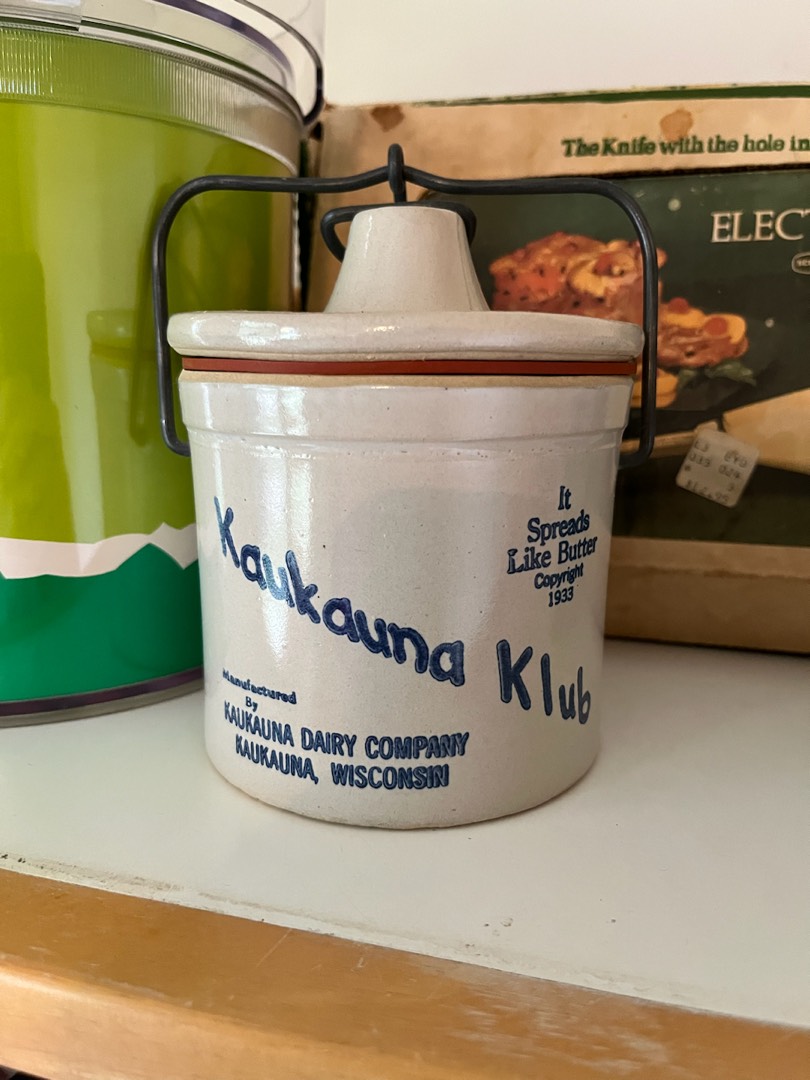 The Knife with the hole in
ELECT
It
Spreads
Like Butter
Copyright
1933
Kaukauna Klub
Manufactured
By
KAUKAUNA DAIRY COMPANY
KAUKAUNA, WISCONSIN